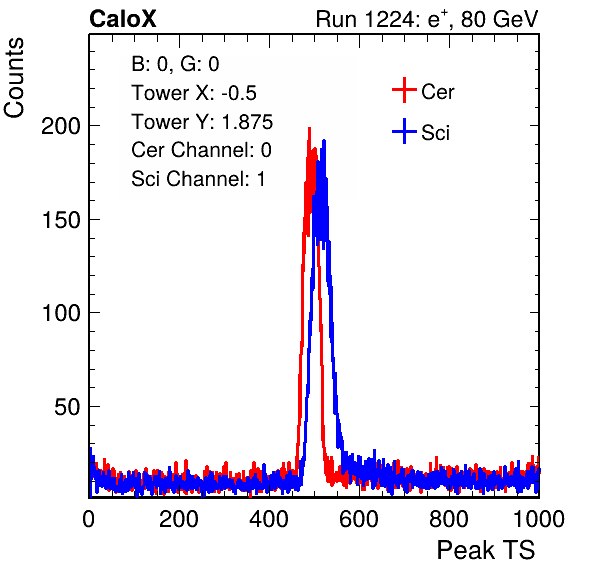 CaloX Run 1224: e⁺, 80 GeV
B: 0, G: 0
Tower X: -0.5
Tower Y: 1.875
Cer Channel: 0
Sci Channel: 1
Cer
Sci
Counts
200
150
100
50
0 200 400 600 800 1000
Peak TS